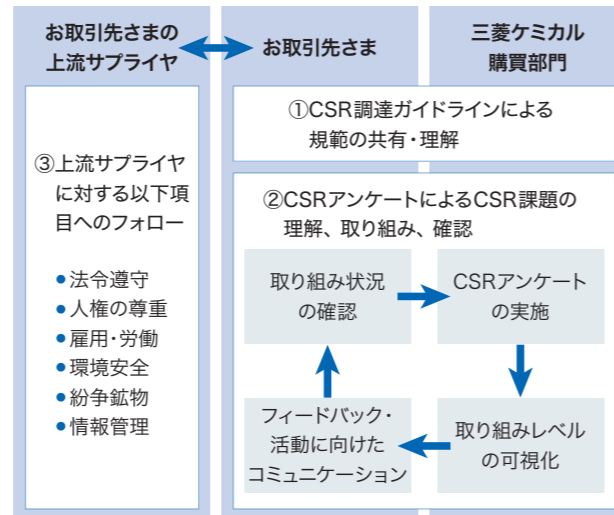 お取引先さまの
上流サプライヤ
お取引先さま
三菱ケミカル
購買部門
①CSR調達ガイドラインによる
規範の共有・理解
③上流サプライヤ
に対する以下項
目へのフォロー
●法令遵守
●人権の尊重
●雇用・労働
●環境安全
●紛争鉱物
●情報管理
②CSRアンケートによるCSR課題の
理解、取り組み、確認
取り組み状況
の確認
CSRアンケート
の実施
フィードバック・
活動に向けた
コミュニケーション
取り組みレベル
の可視化